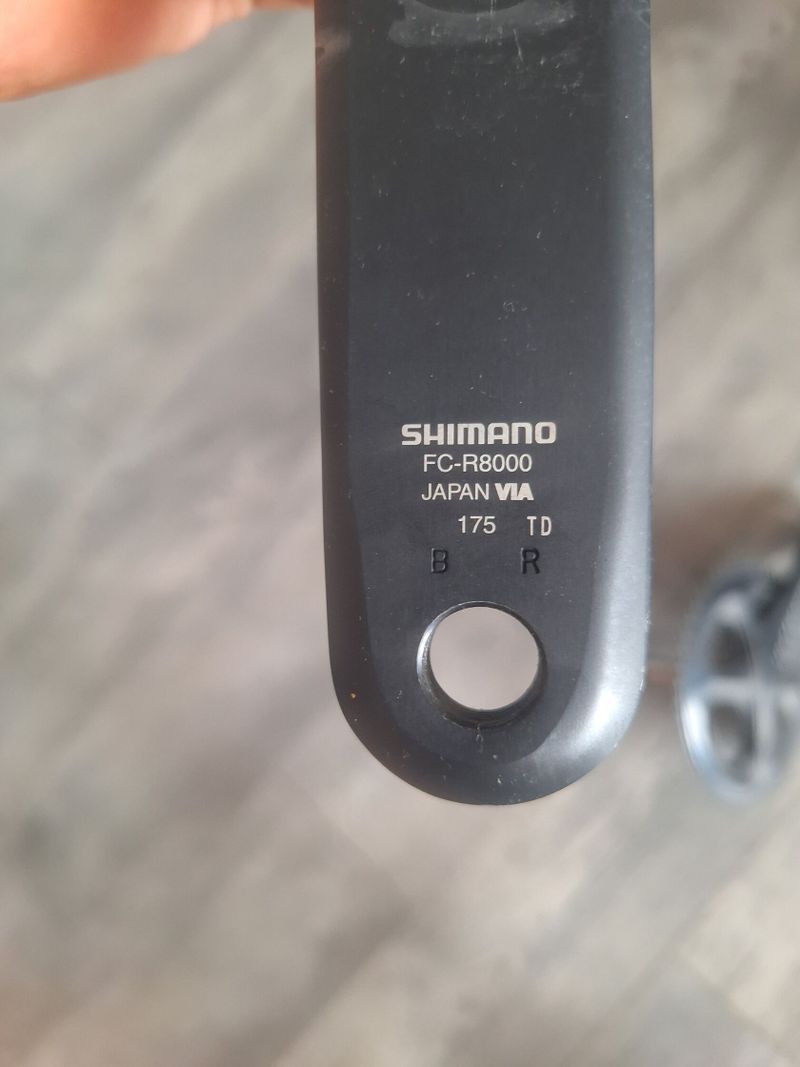 SHIMANO
FC-R8000
JAPAN VIA
175 TD
B R